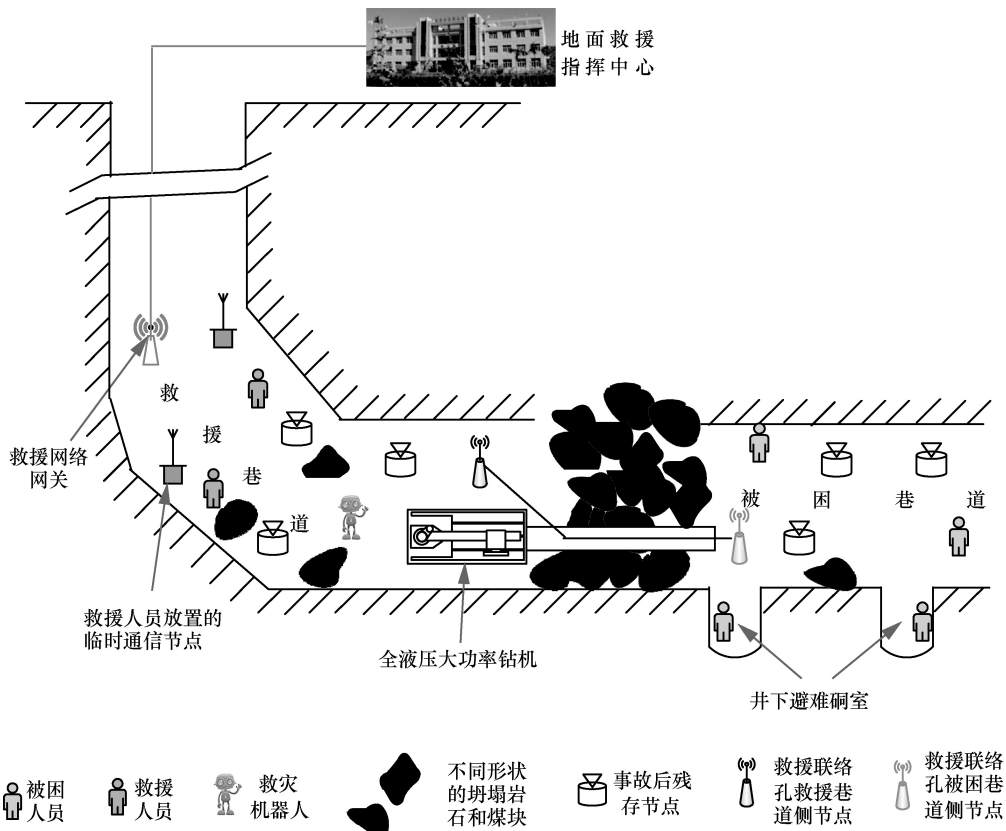 地面救援
指挥中心
救
援
巷
道
救援网络
网关
被 困 巷 道
救援人员放置的
临时通信节点
全液压大功率钻机
井下避难硐室
被困
人员
救援
人员
救灾
机器人
不同形状
的坍塌岩
石和煤块
事故后残
存节点
救援联络
孔救援巷
道侧节点
救援联络
孔被困巷
道侧节点